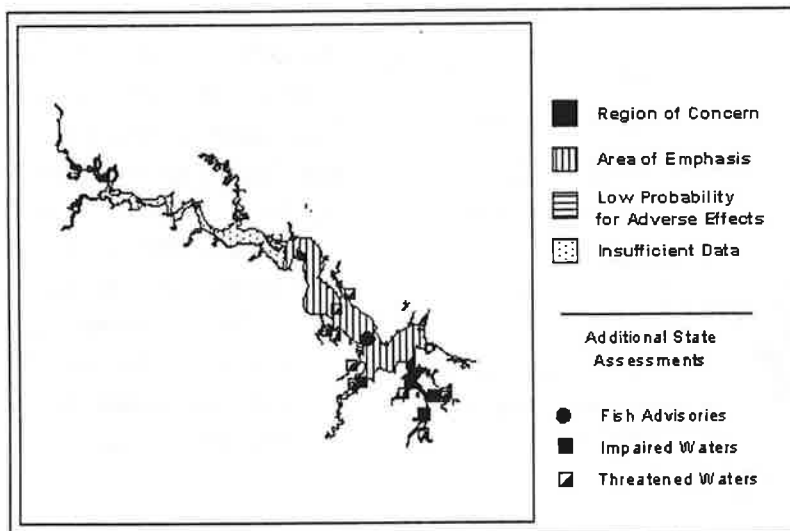 Region of Concern
Area of Emphasis
Low Probability
for Adverse Effects
Insufficient Data
Additional State
Assessments
Fish Advisories
Impaired Waters
Threatened Waters